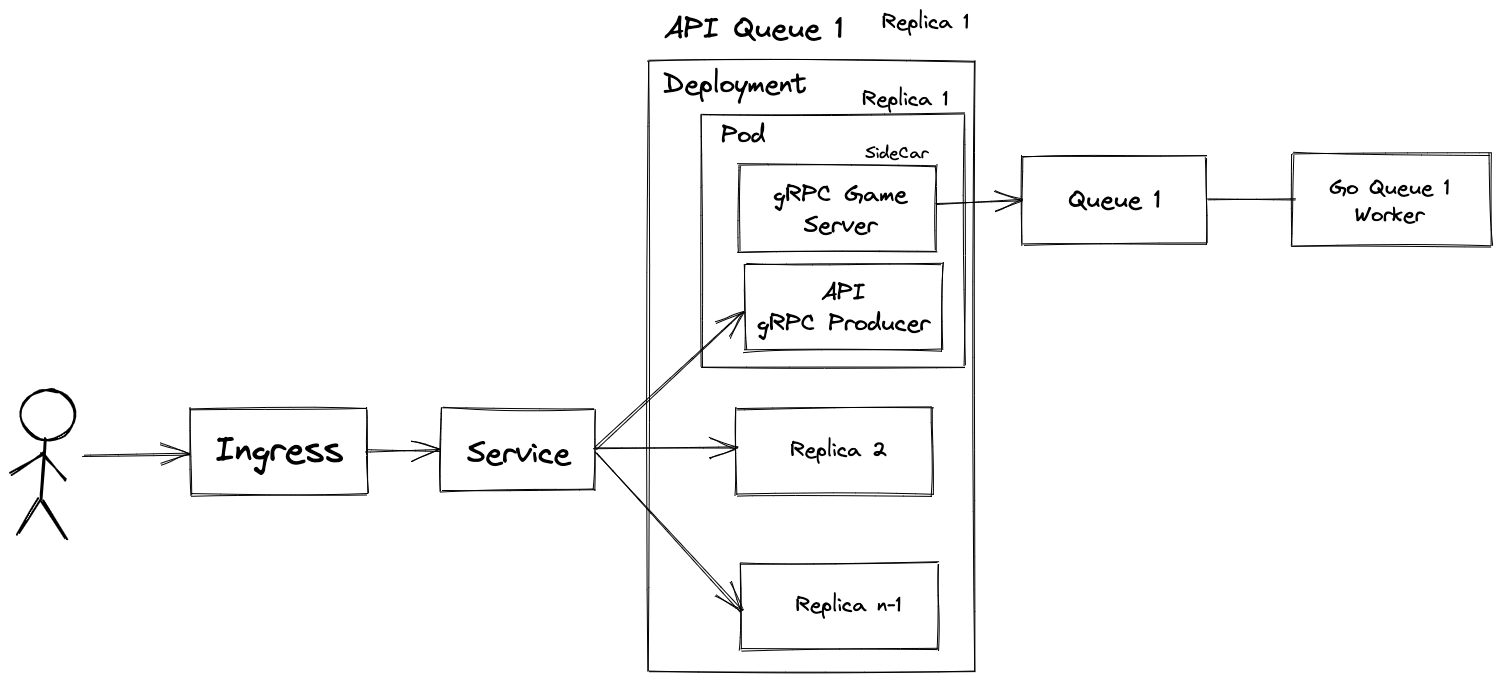 API Queue 1
Replica 1
Deployment
Replica 1
Pod
SideCar
gRPC Game
Server
Queue 1
Go Queue 1
Worker
API
gRPC Producer
Ingress
Service
Replica 2
Replica n-1